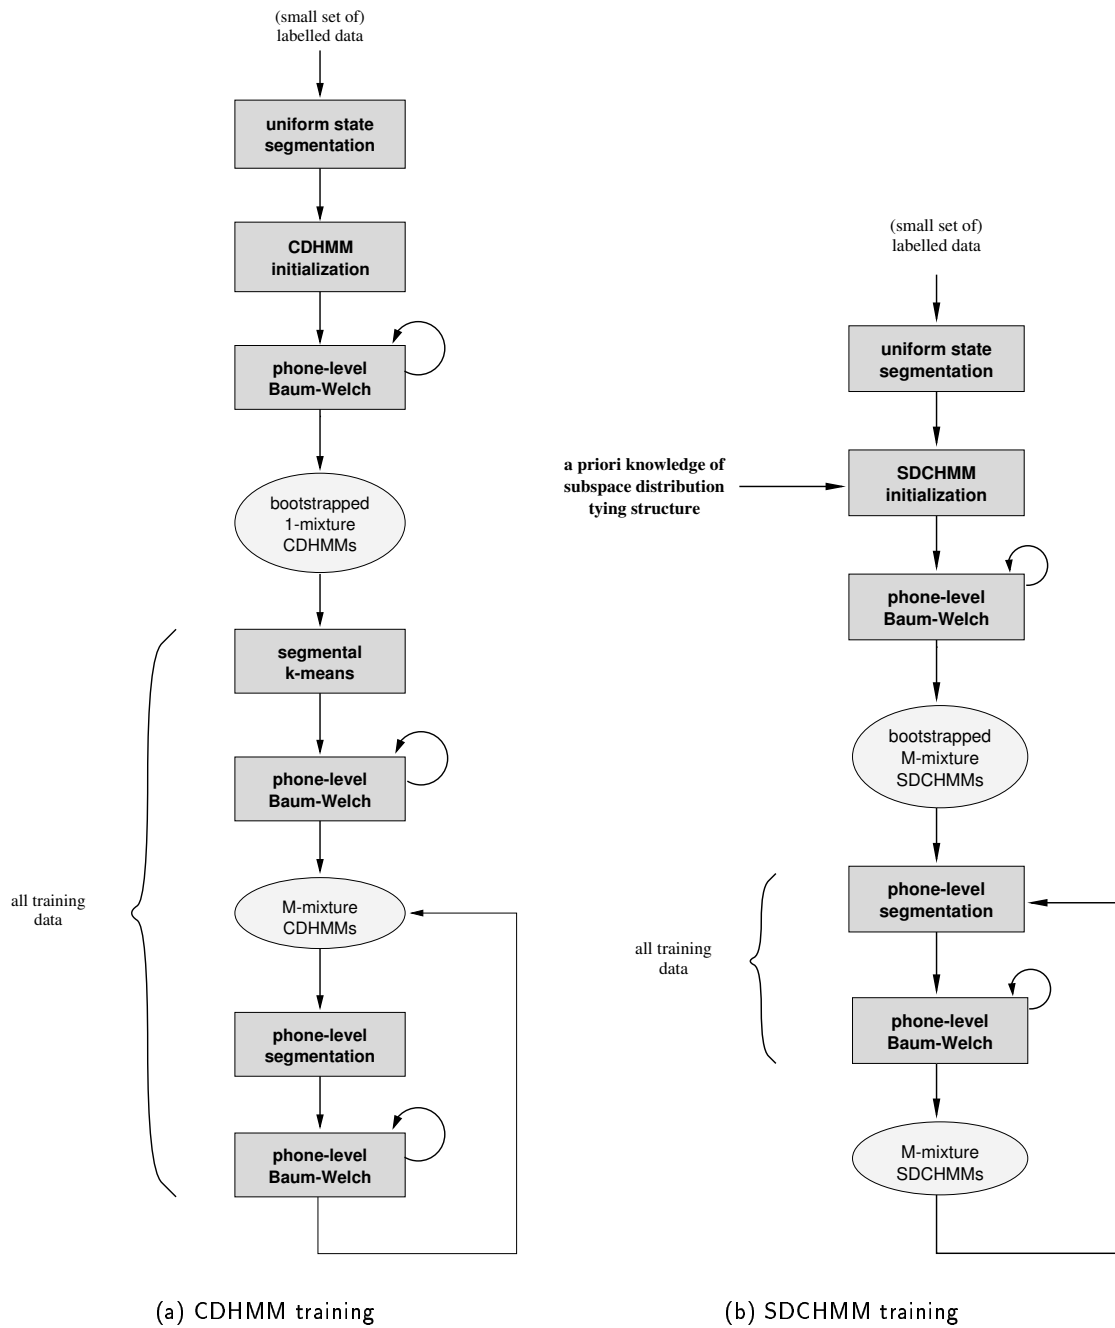 (small set of)
labelled data
uniform state
segmentation
CDHMM
initialization
phone-level
Baum-Welch
bootstrapped
1-mixture
CDHMMs
segmental
k-means
phone-level
Baum-Welch
all training
data
M-mixture
CDHMMs
phone-level
segmentation
phone-level
Baum-Welch
(a) CDHMM training
(small set of)
labelled data
uniform state
segmentation
a priori knowledge of
subspace distribution
tying structure
SDCHMM
initialization
phone-level
Baum-Welch
bootstrapped
M-mixture
SDCHMMs
all training
data
phone-level
segmentation
phone-level
Baum-Welch
M-mixture
SDCHMMs
(b) SDCHMM training